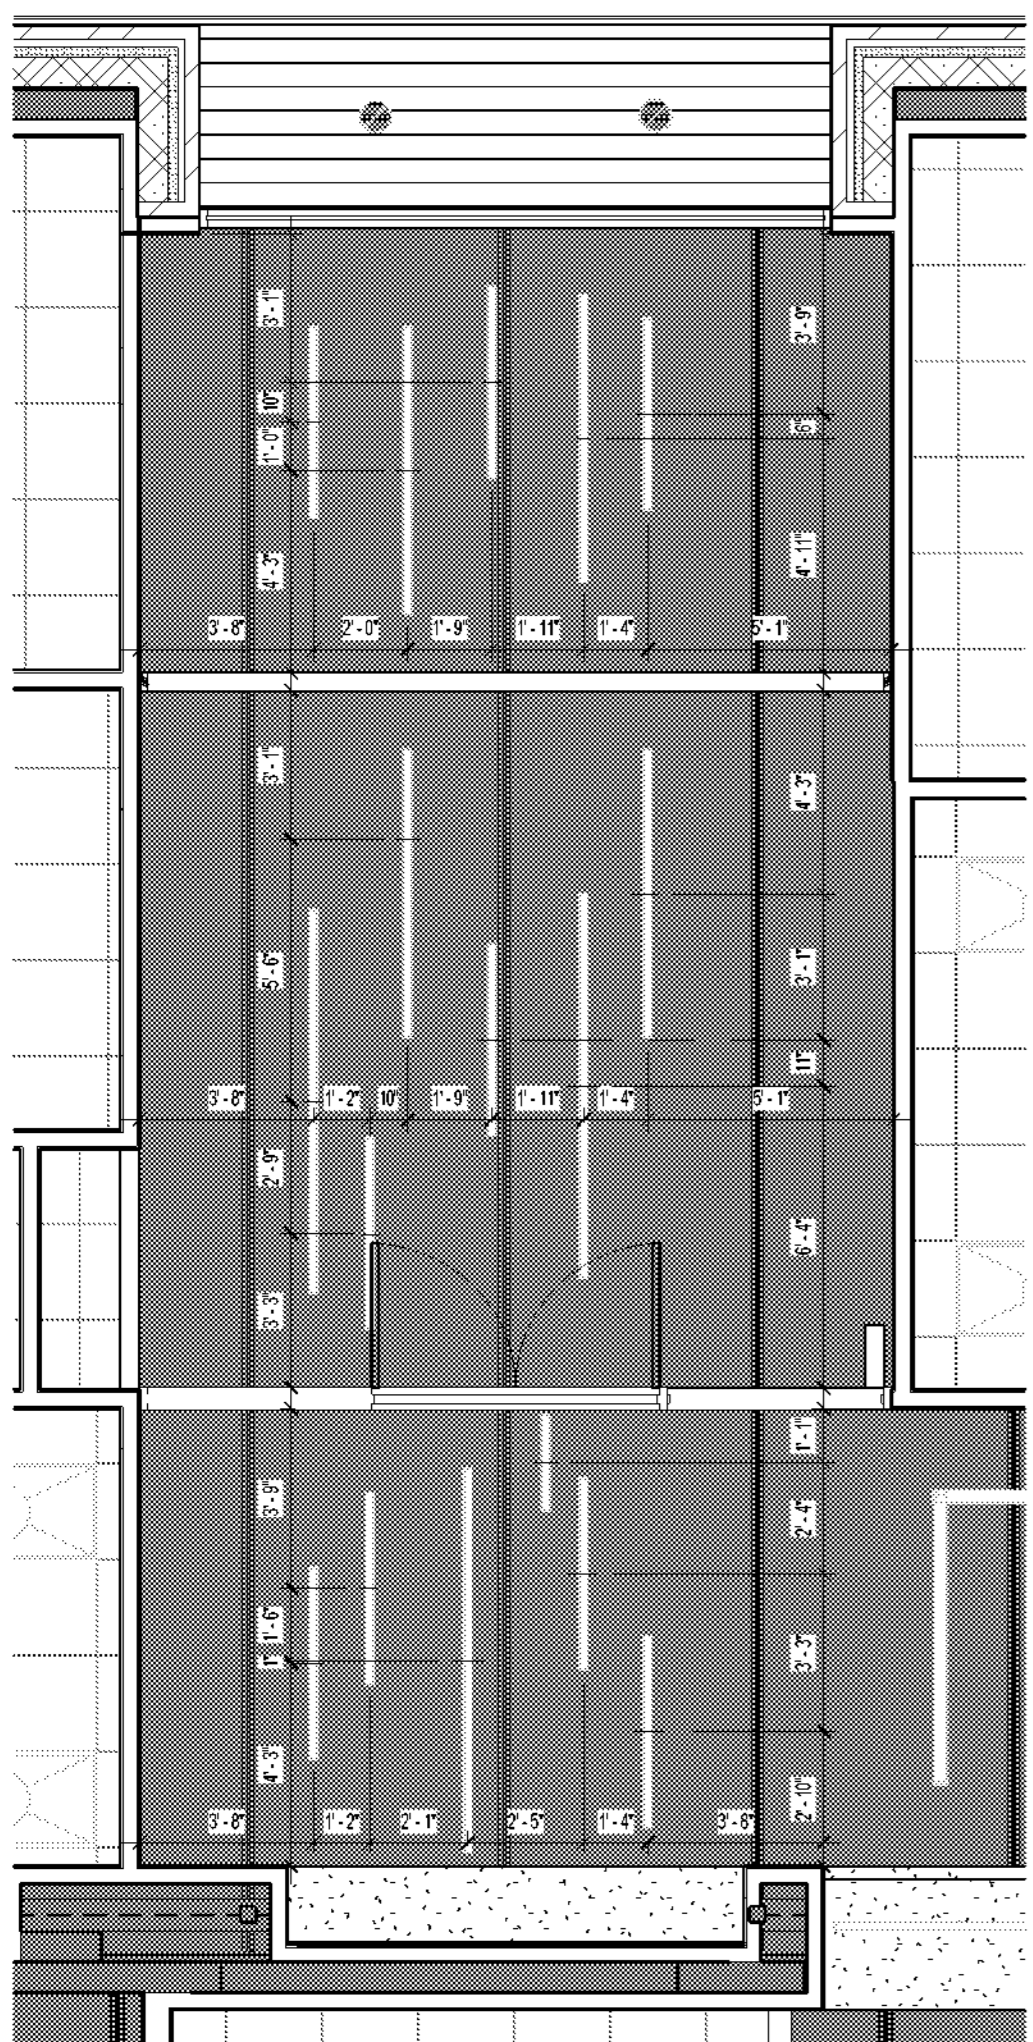 3' - 1"
3' - 9"
10"
6"
1' - 0"
4' - 3"
4' - 11"
3' - 8" 2' - 0" 1' - 9" 1' - 11" 1' - 4" 5' - 1"
3' - 1"
4' - 3"
5' - 6"
3' - 1"
11"
3' - 8" 1' - 2" 10" 1' - 9" 1' - 11" 1' - 4" 5' - 1"
2' - 9"
6' - 4"
3' - 3"
1' - 1"
3' - 9"
2' - 4"
1' - 6"
1"
3' - 3"
4' - 3"
2' - 10"
3' - 8" 1' - 2" 2' - 1" 2' - 5" 1' - 4" 3' - 8"